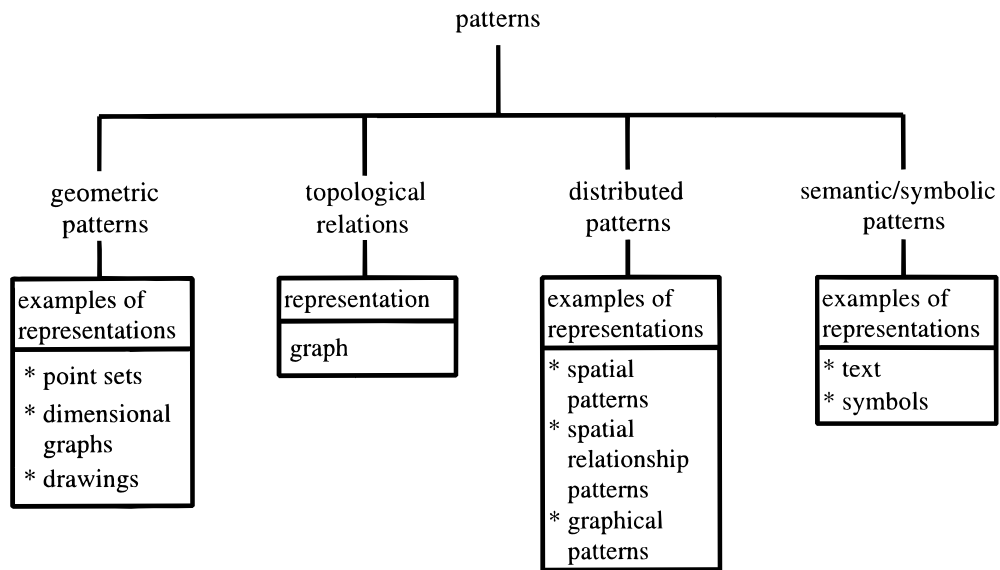 patterns
geometric
patterns
examples of
representations
* point sets
* dimensional
graphs
* drawings
topological
relations
representation
graph
distributed
patterns
examples of
representations
* spatial
patterns
* spatial
relationship
patterns
* graphical
patterns
semantic/symbolic
patterns
examples of
representations
* text
* symbols